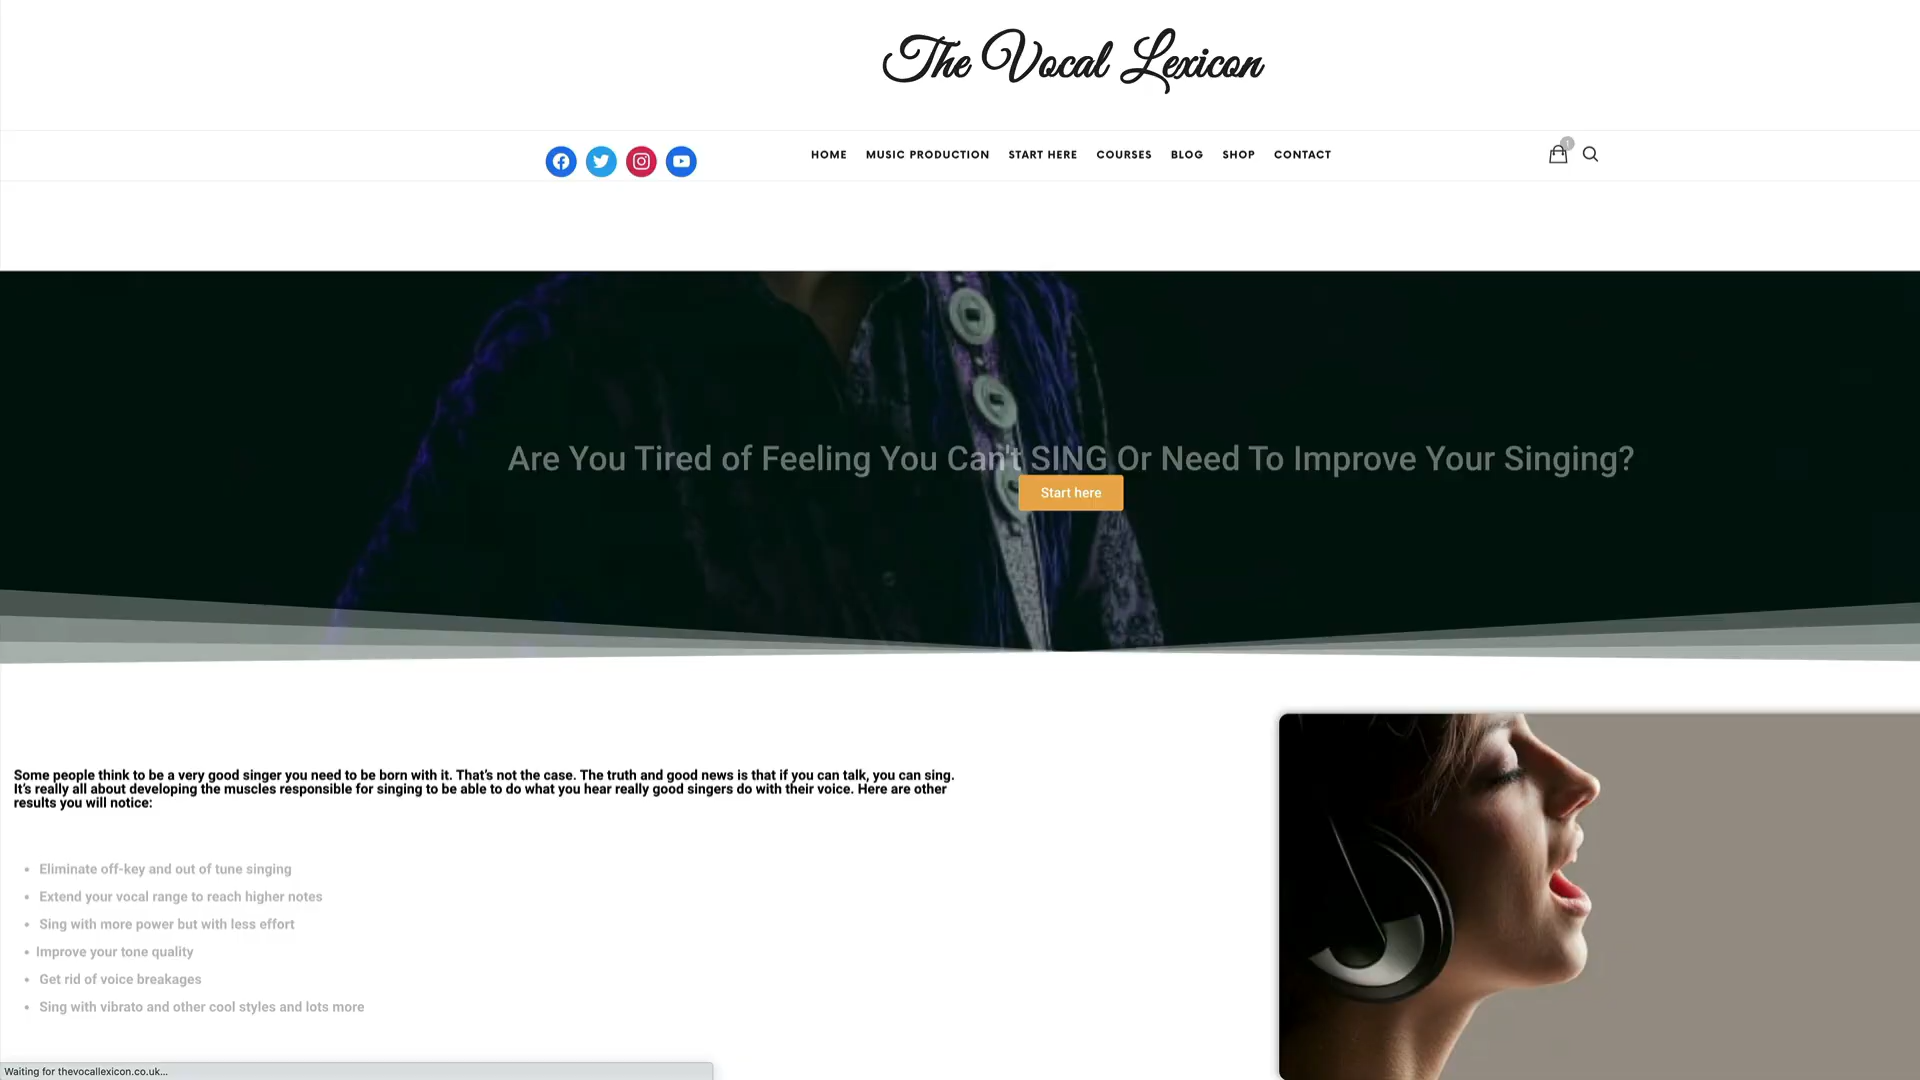 The Vocal Lexicon
HOME MUSIC PRODUCTION START HERE COURSES BLOG SHOP CONTACT
Are You Tired of Feeling You Can't SING Or Need To Improve Your Singing?
Start here
Some people think to be a very good singer you need to be born with it. That's not the case. The truth and good news is that if you can talk, you can sing.
It's really all about developing the muscles responsible for singing to be able to do what you hear really good singers do with their voice. Here are other
results you will notice:
• Eliminate off-key and out of tune singing
• Extend your vocal range to reach higher notes
• Sing with more power but with less effort
• Improve your tone quality
• Get rid of voice breakages
• Sing with vibrato and other cool styles and lots more
Waiting for thevocallexicon.co.uk...